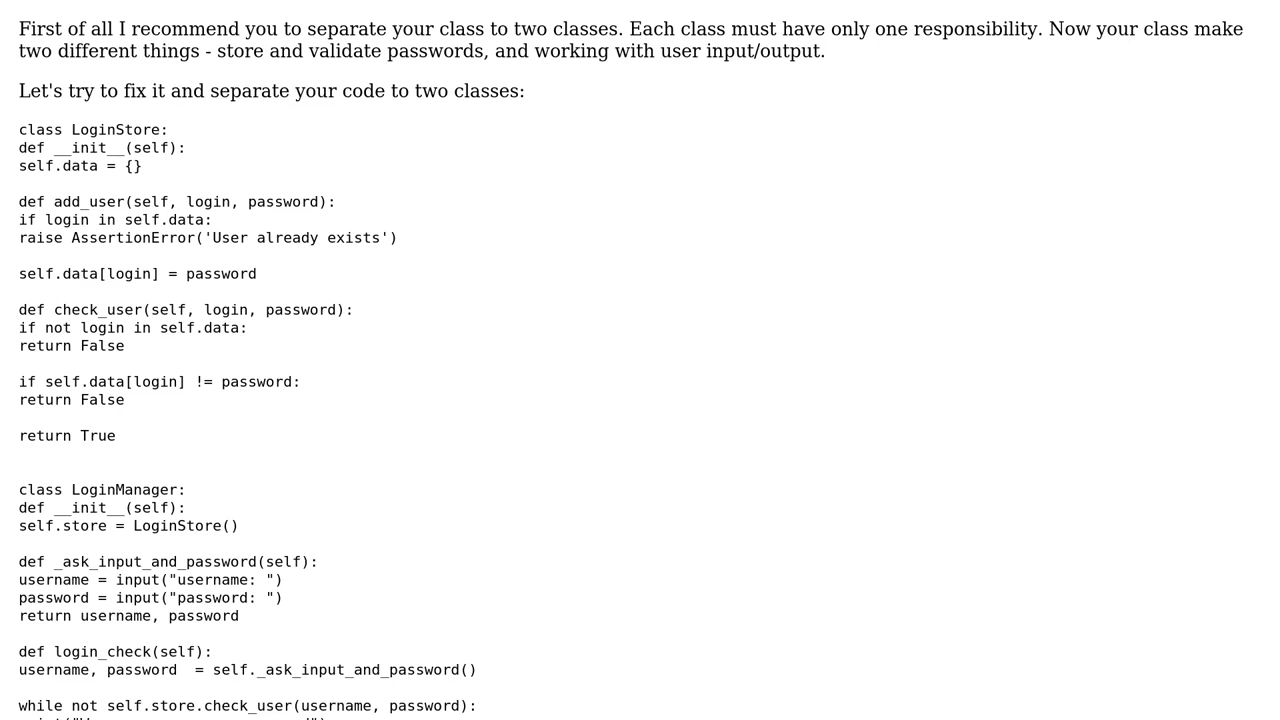 First of all I recommend you to separate your class to two classes. Each class must have only one responsibility. Now your class make
two different things - store and validate passwords, and working with user input/output.
Let's try to fix it and separate your code to two classes:
class LoginStore:
def __init__(self):
self.data = {}
def add_user(self, login, password):
if login in self.data:
raise AssertionError('User already exists')
self.data[login] = password
def check_user(self, login, password):
if not login in self.data:
return False
if self.data[login] != password:
return False
return True
class LoginManager:
def __init__(self):
self.store = LoginStore()
def _ask_input_and_password(self):
username = input("username: ")
password = input("password: ")
return username, password
def login_check(self):
username, password  = self._ask_input_and_password()
while not self.store.check_user(username, password):